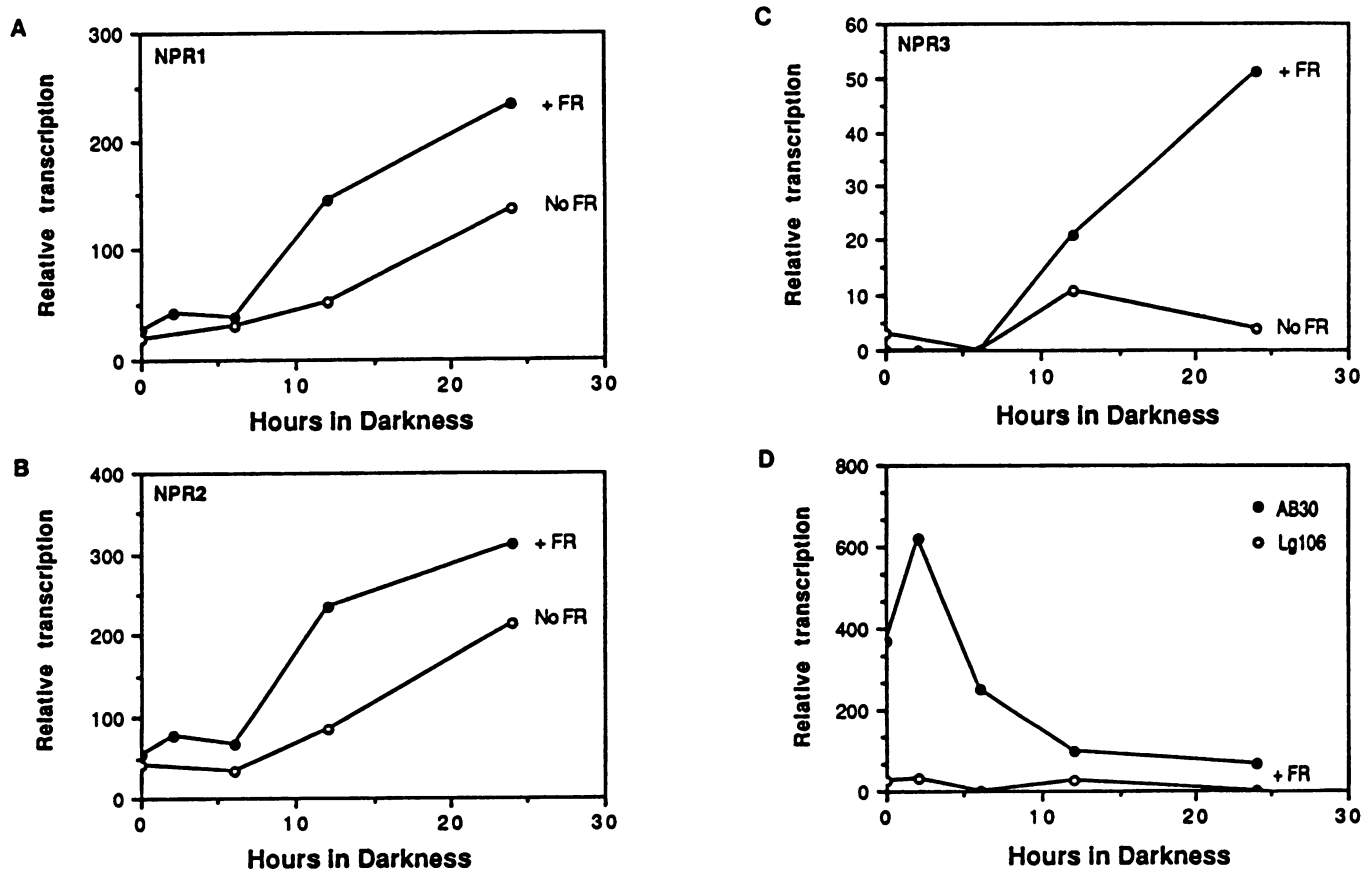 A
NPR1
Relative transcription
300
200
100
0
+ FR
No FR
0 10 20 30
Hours in Darkness
B
NPR2
Relative transcription
400
300
200
100
0
+ FR
No FR
0 10 20 30
Hours in Darkness
C
NPR3
Relative transcription
60
50
40
30
20
10
0
+ FR
No FR
0 10 20 30
Hours in Darkness
D
Relative transcription
800
600
400
200
0
AB30
Lg106
+ FR
0 10 20 30
Hours in Darkness